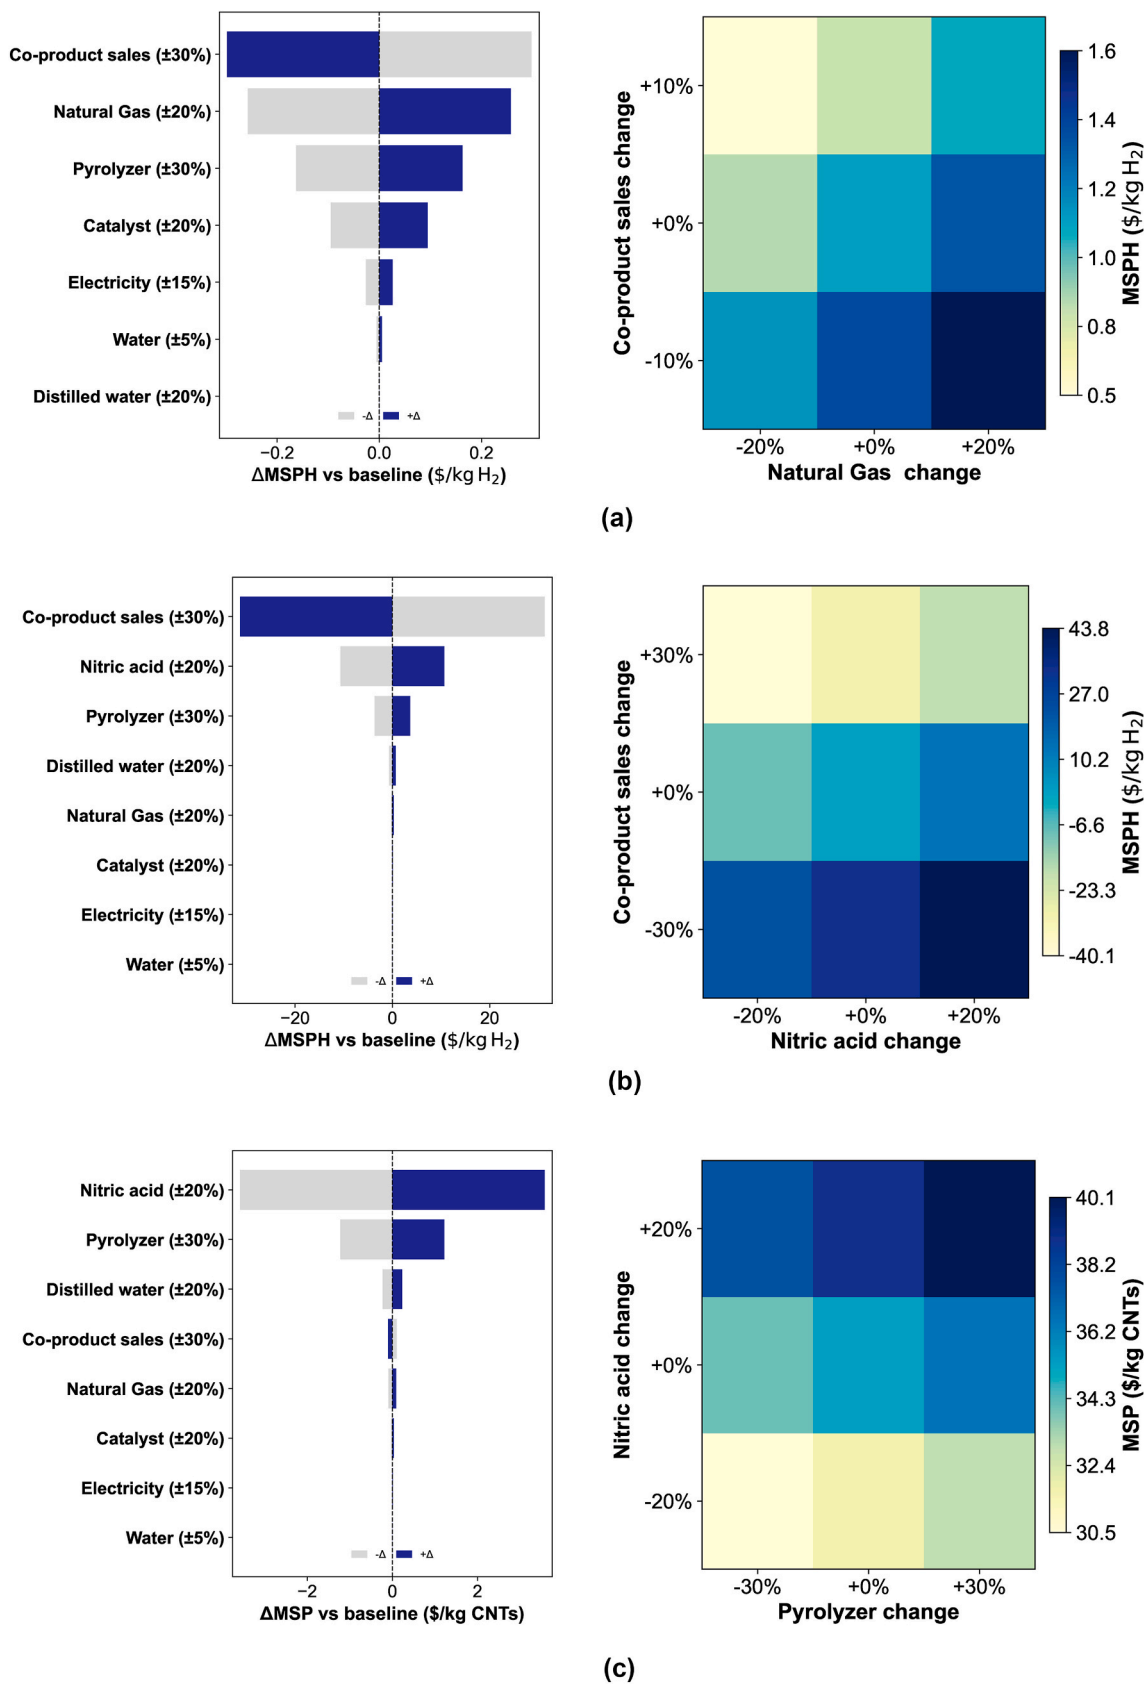 Co-product sales (±30%)
Natural Gas (±20%)
Pyrolyzer (±30%)
Catalyst (±20%)
Electricity (±15%)
Water (±5%)
Distilled water (±20%)
-Δ
+Δ
−0.2
0.0
0.2
ΔMSPH vs baseline ($/kg H₂)
Co-product sales change
+10%
+0%
-10%
-20%
+0%
+20%
Natural Gas change
1.6
1.4
1.2
1.0
0.8
0.5
MSPH ($/kg H₂)
(a)
Co-product sales (±30%)
Nitric acid (±20%)
Pyrolyzer (±30%)
Distilled water (±20%)
Natural Gas (±20%)
Catalyst (±20%)
Electricity (±15%)
Water (±5%)
-Δ
+Δ
−20
0
20
ΔMSPH vs baseline ($/kg H₂)
Co-product sales change
+30%
+0%
-30%
-20%
+0%
+20%
Nitric acid change
43.8
27.0
10.2
-6.6
-23.3
-40.1
MSPH ($/kg H₂)
(b)
Nitric acid (±20%)
Pyrolyzer (±30%)
Distilled water (±20%)
Co-product sales (±30%)
Natural Gas (±20%)
Catalyst (±20%)
Electricity (±15%)
Water (±5%)
-Δ
+Δ
−2
0
2
ΔMSP vs baseline ($/kg CNTs)
Nitric acid change
+20%
+0%
-20%
-30%
+0%
+30%
Pyrolyzer change
40.1
38.2
36.2
34.3
32.4
30.5
MSP ($/kg CNTs)
(c)